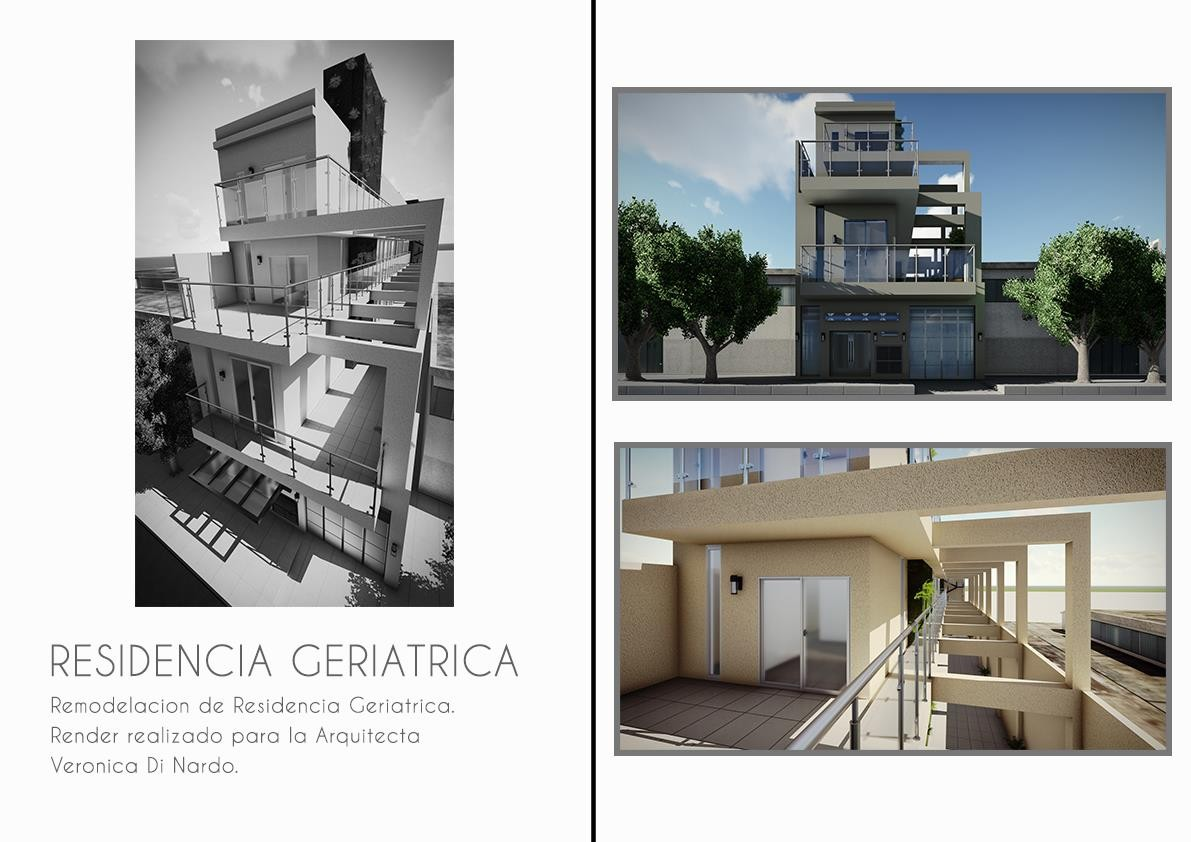 RESIDENCIA GERIATRICA
Remodelacion de Residencia Geriatrica.
Render realizado para la Arquitecta
Veronica Di Nardo.